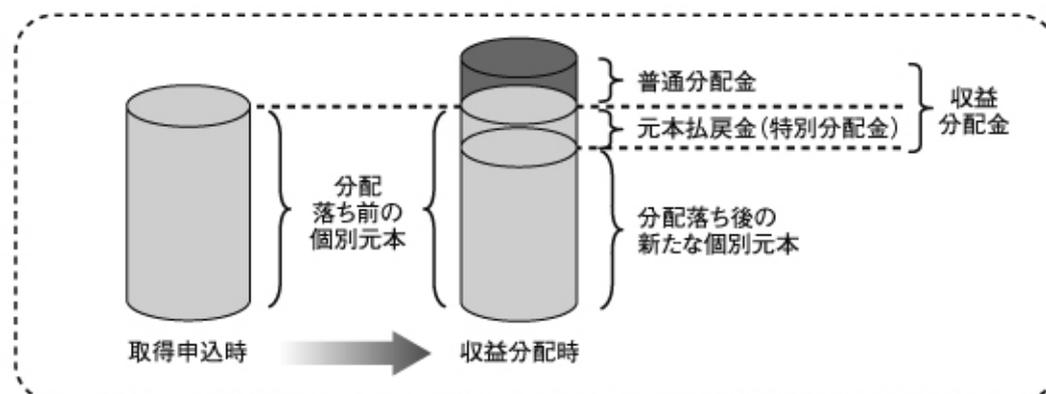 普通分配金
元本払戻金(特別分配金)
収益
分配金
分配
落ち前の
個別元本
分配落ち後の
新たな個別元本
取得申込時
収益分配時